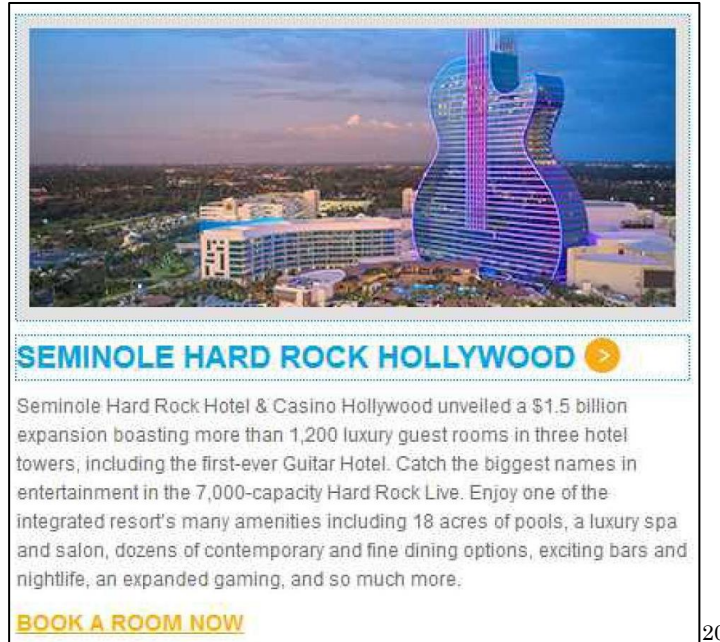 SEMINOLE HARD ROCK HOLLYWOOD >
Seminole Hard Rock Hotel & Casino Hollywood unveiled a $1.5 billion
expansion boasting more than 1,200 luxury guest rooms in three hotel
towers, including the first-ever Guitar Hotel. Catch the biggest names in
entertainment in the 7,000-capacity Hard Rock Live. Enjoy one of the
integrated resort's many amenities including 18 acres of pools, a luxury spa
and salon, dozens of contemporary and fine dining options, exciting bars and
nightlife, an expanded gaming, and so much more.
BOOK A ROOM NOW